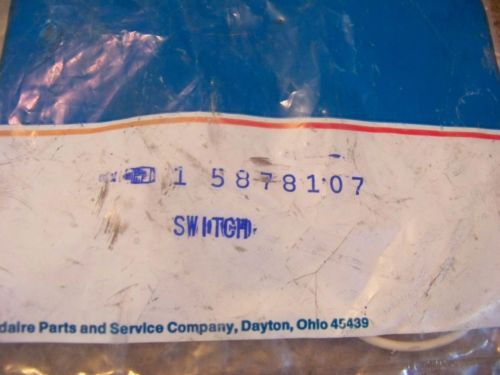 1 5878107
SWITCH
daire Parts and Service Company, Dayton, Ohio 45439